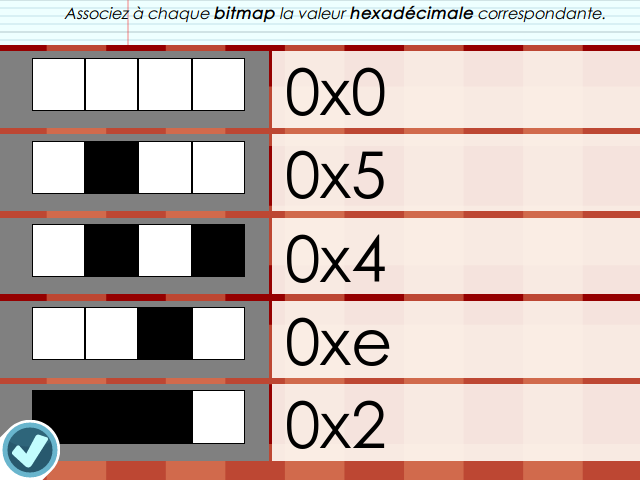 Associez à chaque bitmap la valeur hexadécimale correspondante.
0x0
0x5
0x4
0xe
0x2